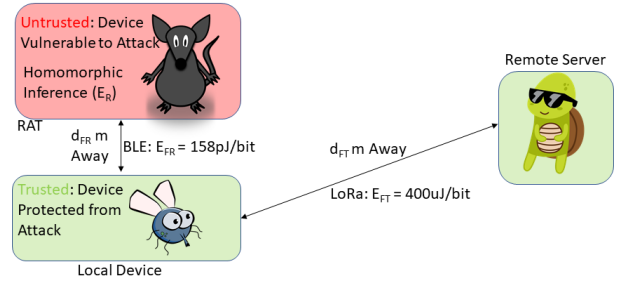 Untrusted: Device
Vulnerable to Attack
Homomorphic
Inference (E_R)
RAT
d_FR m
Away
BLE: E_FR = 158pJ/bit
Trusted: Device
Protected from
Attack
Local Device
d_FT m Away
LoRa: E_FT = 400uJ/bit
Remote Server